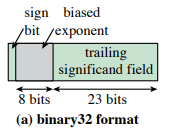 sign biased
bit exponent
trailing
significand field
8 bits 23 bits
(a) binary32 format